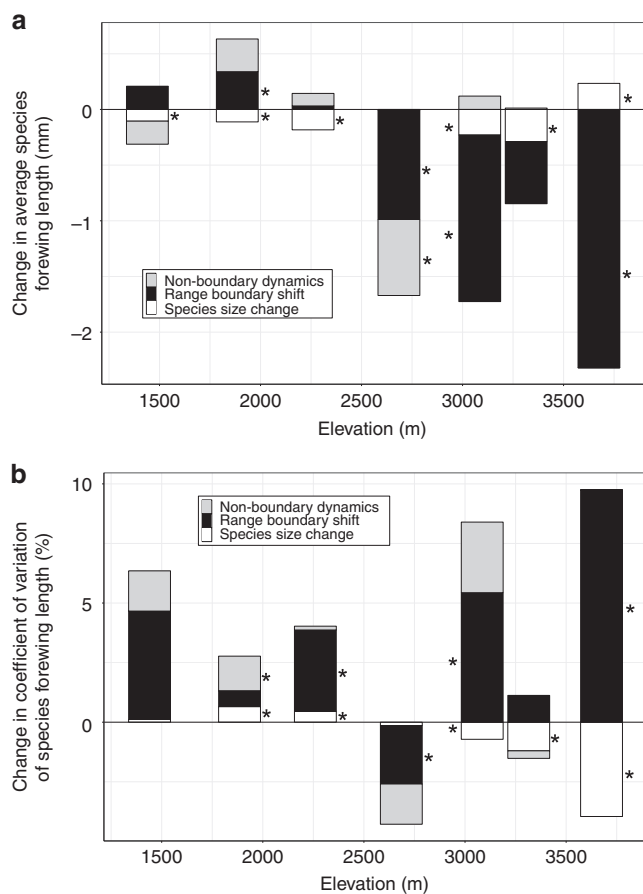 a
Change in average species
forewing length (mm)
0
−1
−2
*
*
*
*
*
*
*
*
*
*
*
Non-boundary dynamics
Range boundary shift
Species size change
1500
2000
2500
3000
3500
Elevation (m)
b
Change in coefficient of variation
of species forewing length (%)
10
5
0
Non-boundary dynamics
Range boundary shift
Species size change
*
*
*
*
*
*
*
*
*
*
1500
2000
2500
3000
3500
Elevation (m)